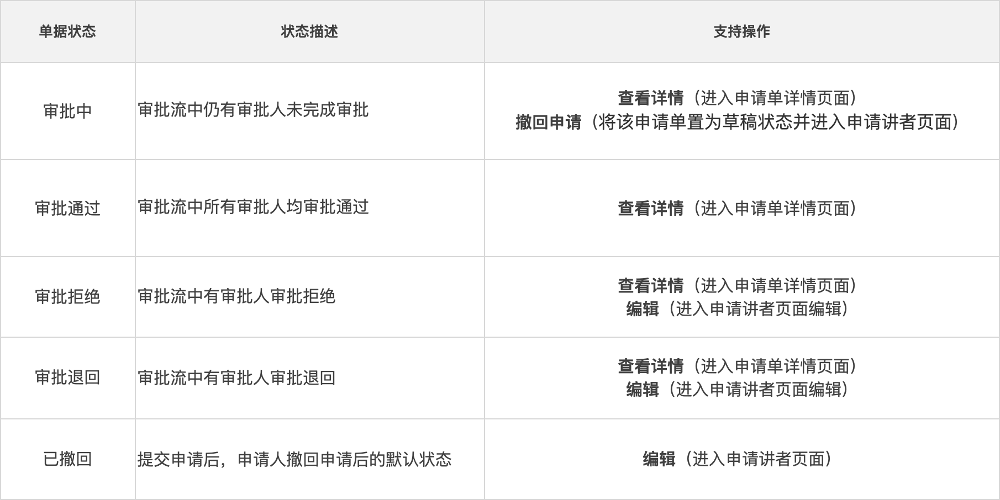 单据状态
状态描述
支持操作
审批中
审批流中仍有审批人未完成审批
查看详情（进入申请单详情页面）
撤回申请（将该申请单置为草稿状态并进入申请讲者页面）
审批通过
审批流中所有审批人均审批通过
查看详情（进入申请单详情页面）
审批拒绝
审批流中有审批人审批拒绝
查看详情（进入申请单详情页面）
编辑（进入申请讲者页面编辑）
审批退回
审批流中有审批人审批退回
查看详情（进入申请单详情页面）
编辑（进入申请讲者页面编辑）
已撤回
提交申请后，申请人撤回申请后的默认状态
编辑（进入申请讲者页面）